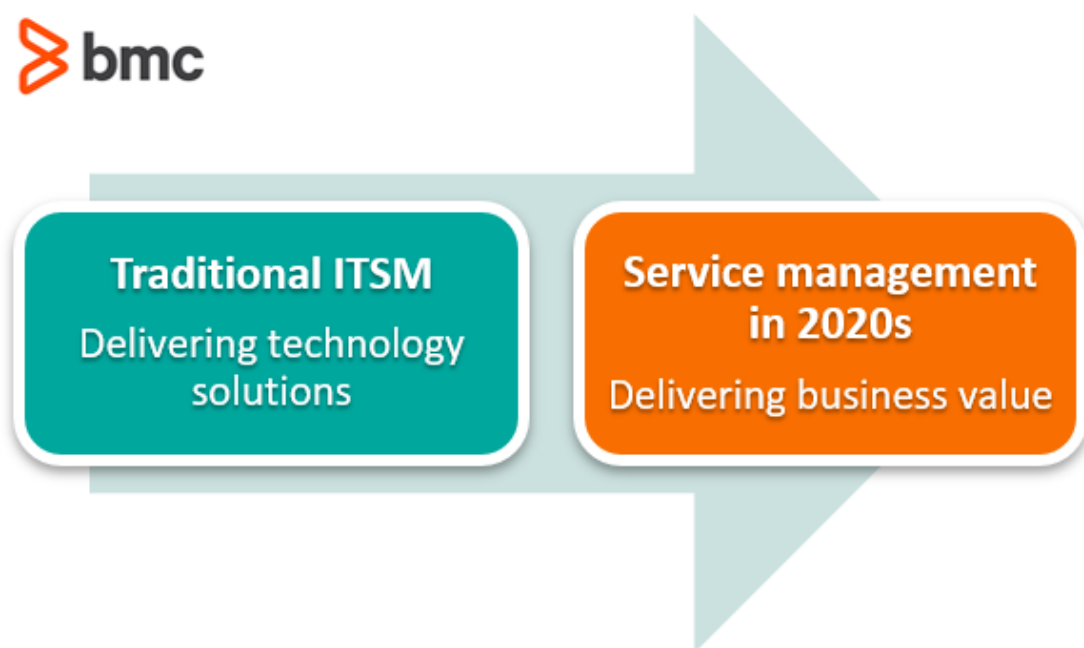 bmc
Traditional ITSM
Delivering technology
solutions
Service management
in 2020s
Delivering business value